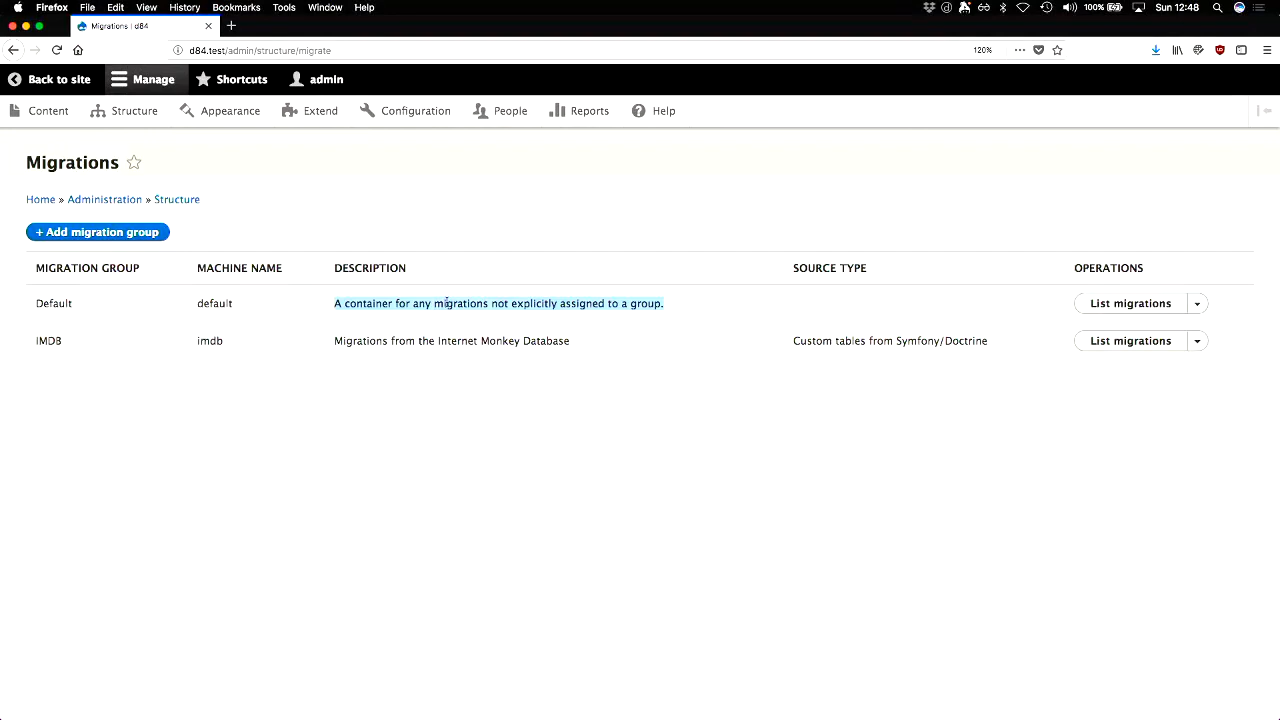 Firefox File Edit View History Bookmarks Tools Window Help 100% Sun 12:48
Migrations | d84
d84.test/admin/structure/migrate 120%
Back to site Manage Shortcuts admin
Content Structure Appearance Extend Configuration People Reports Help
Migrations
Home » Administration » Structure
+ Add migration group
MIGRATION GROUP MACHINE NAME DESCRIPTION SOURCE TYPE OPERATIONS
Default default A container for any migrations not explicitly assigned to a group. List migrations
IMDB imdb Migrations from the Internet Monkey Database Custom tables from Symfony/Doctrine List migrations